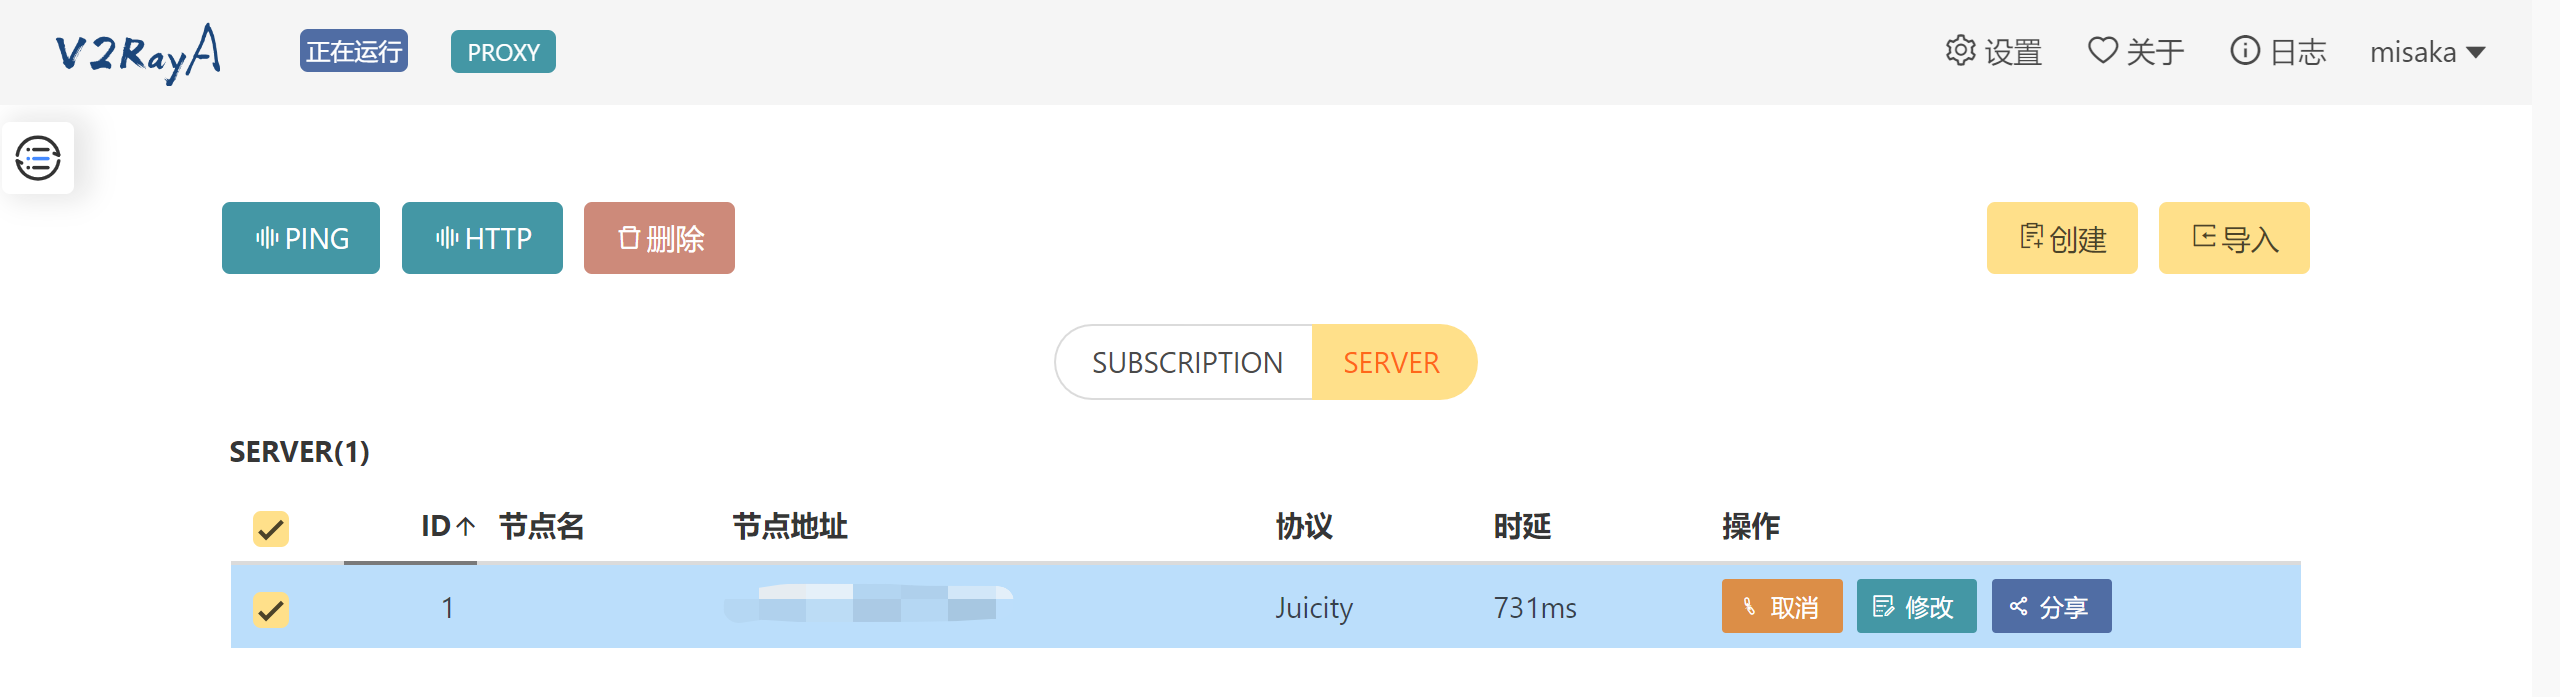 V2RayA 正在运行 PROXY 设置 关于 日志 misaka
PING HTTP 删除 创建 导入
SUBSCRIPTION SERVER
SERVER(1)
ID 节点名 节点地址 协议 时延 操作
1 Juicity 731ms 取消 修改 分享